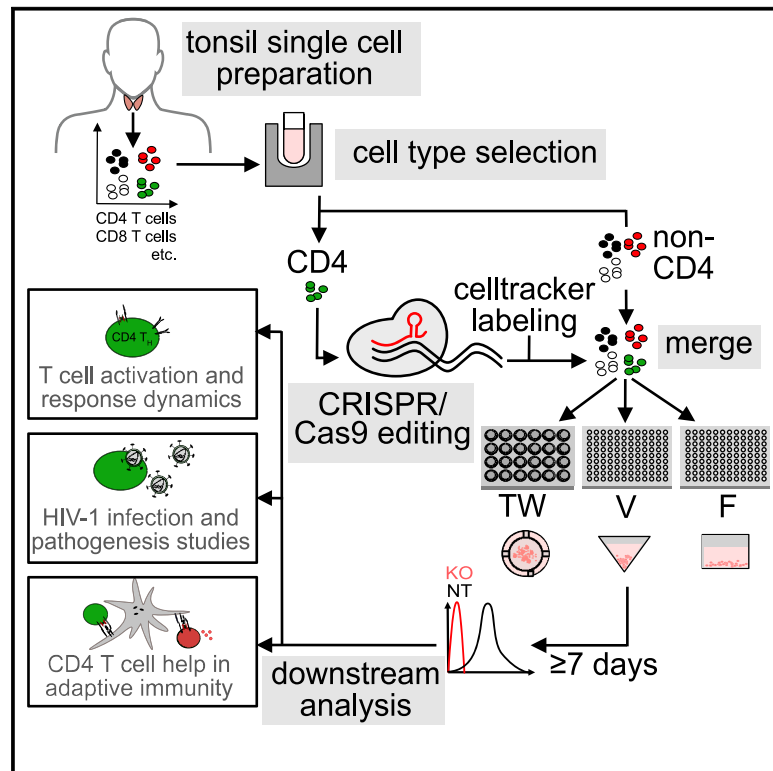 tonsil single cell
preparation
CD4 T cells
CD8 T cells
etc.
cell type selection
CD4
non-
CD4
celltracker
labeling
merge
CRISPR/
Cas9 editing
TW
V
F
CD4 TH
T cell activation and
response dynamics
HIV-1 infection and
pathogenesis studies
CD4 T cell help in
adaptive immunity
KO
NT
≥7 days
downstream
analysis